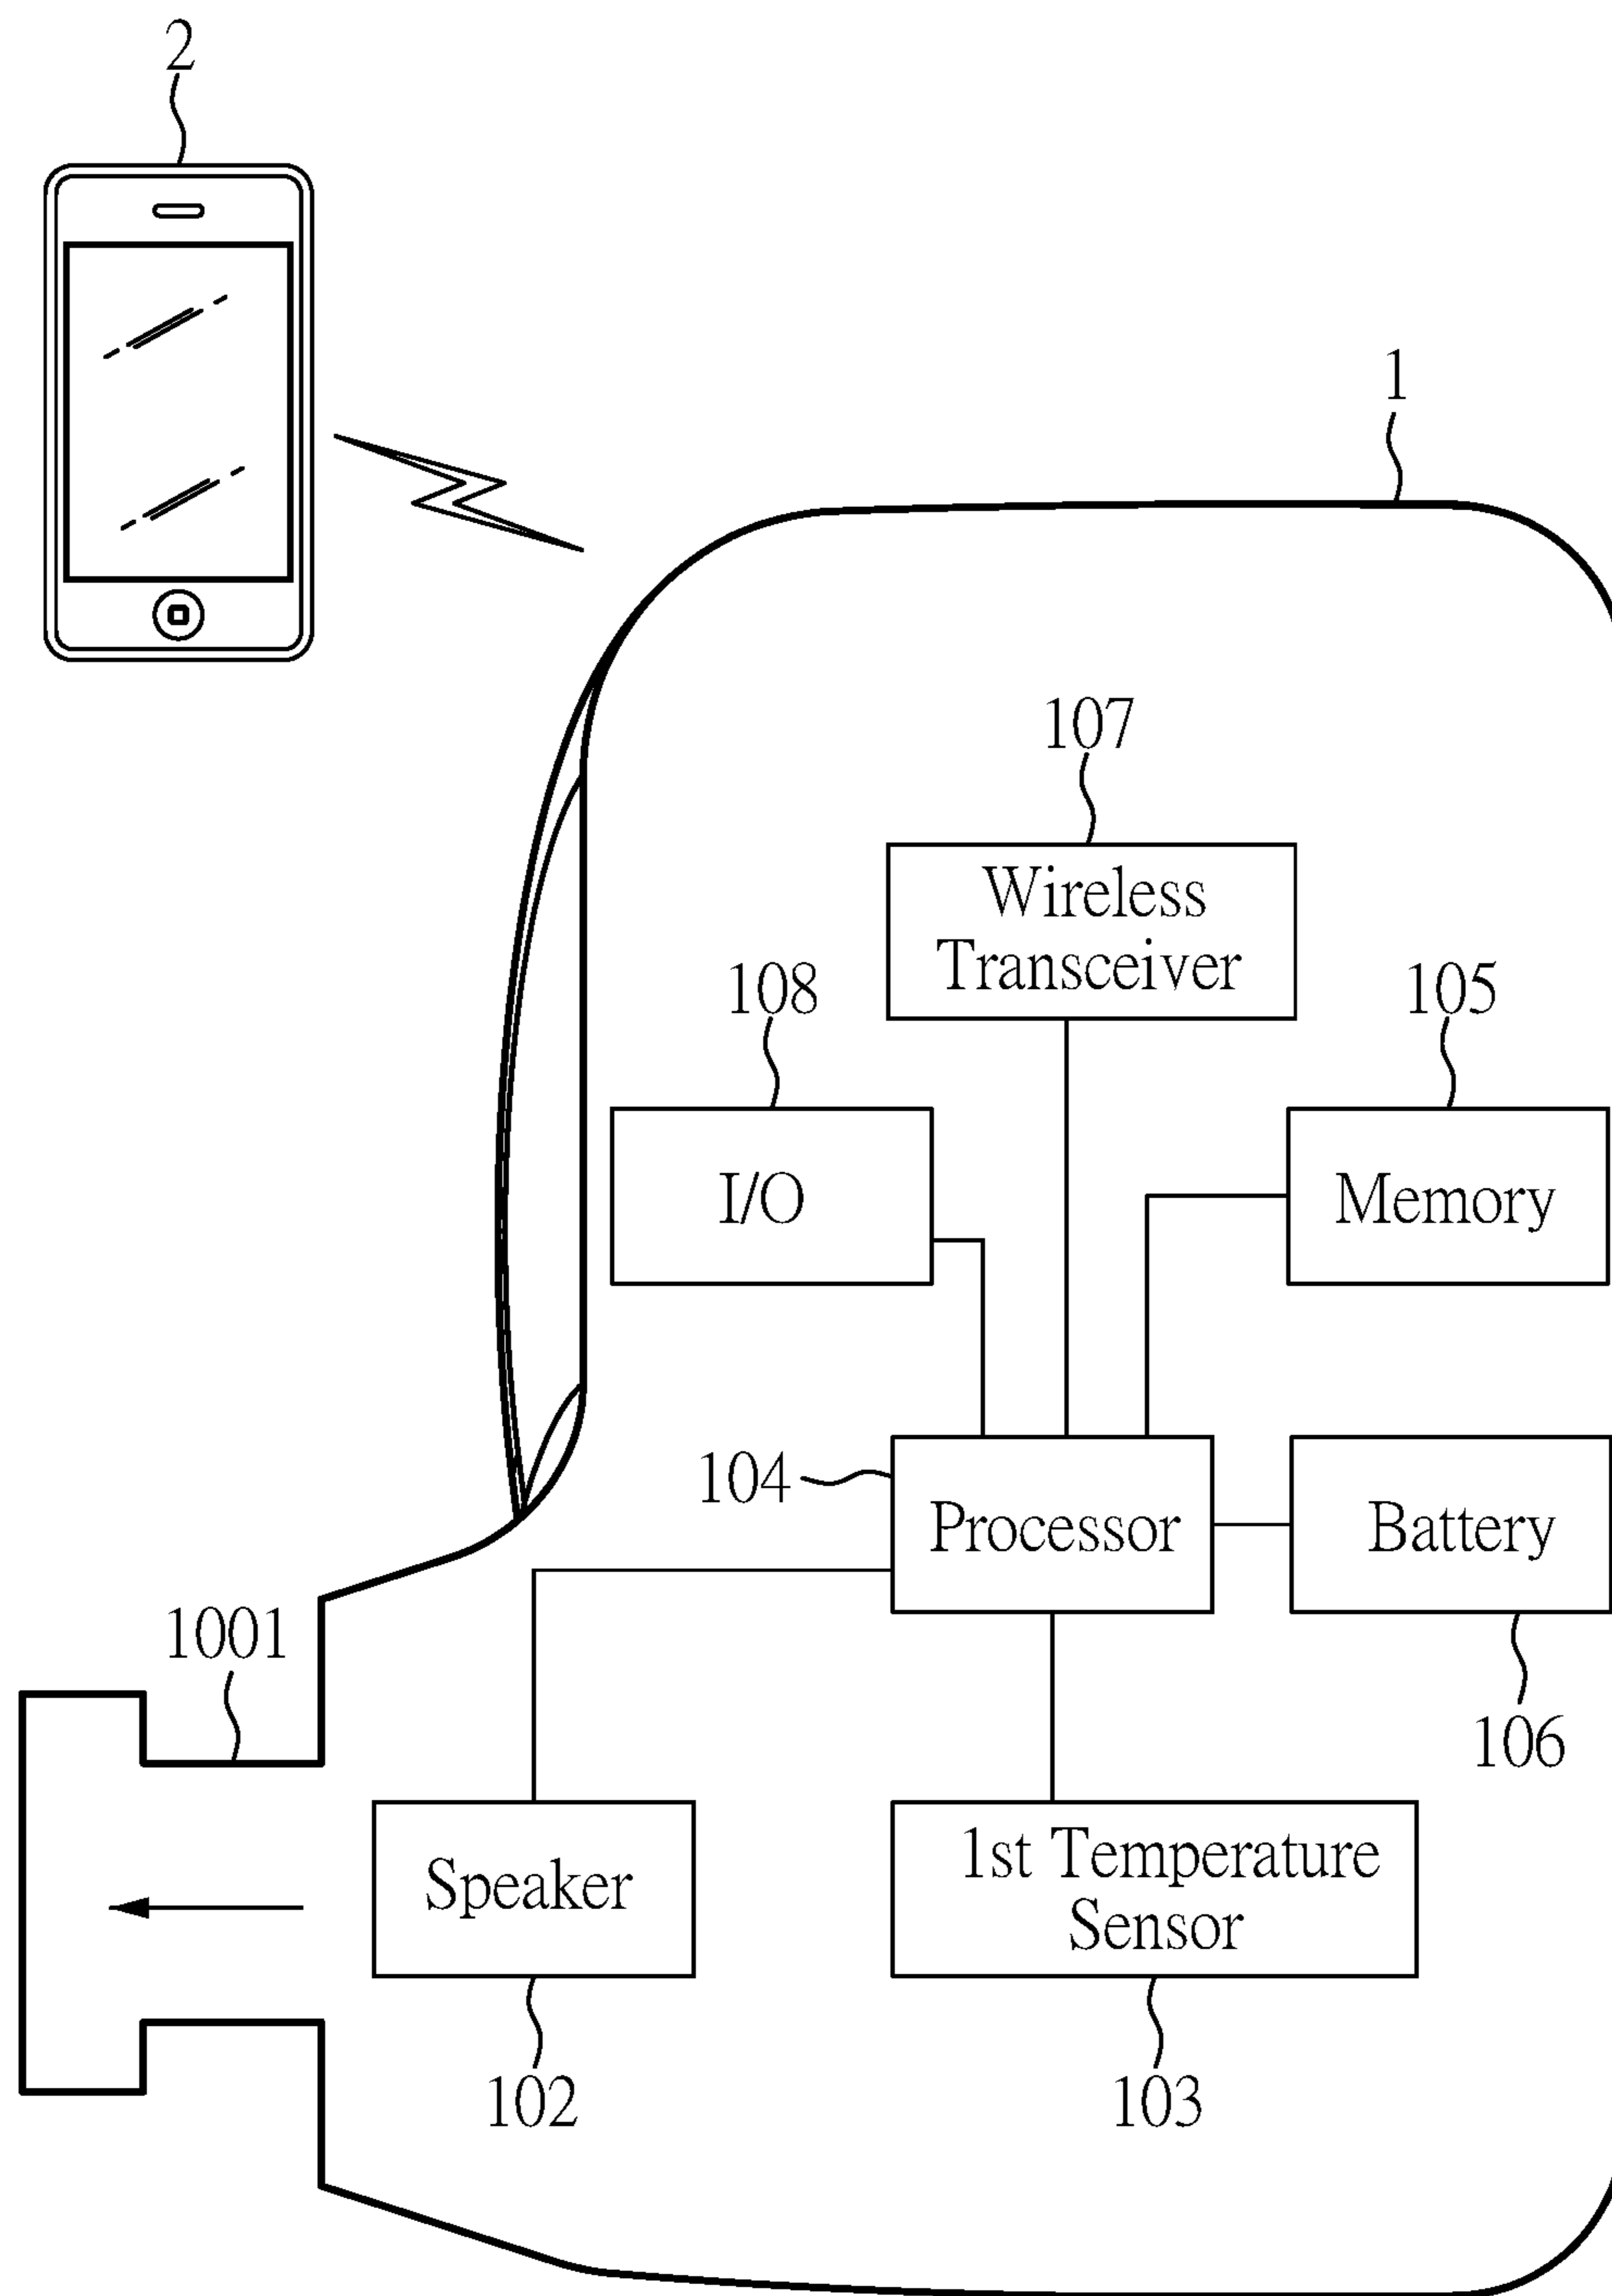 2
1
107
Wireless
Transceiver
108
105
I/O
Memory
104
Processor
Battery
1001
106
Speaker
1st Temperature
Sensor
102
103